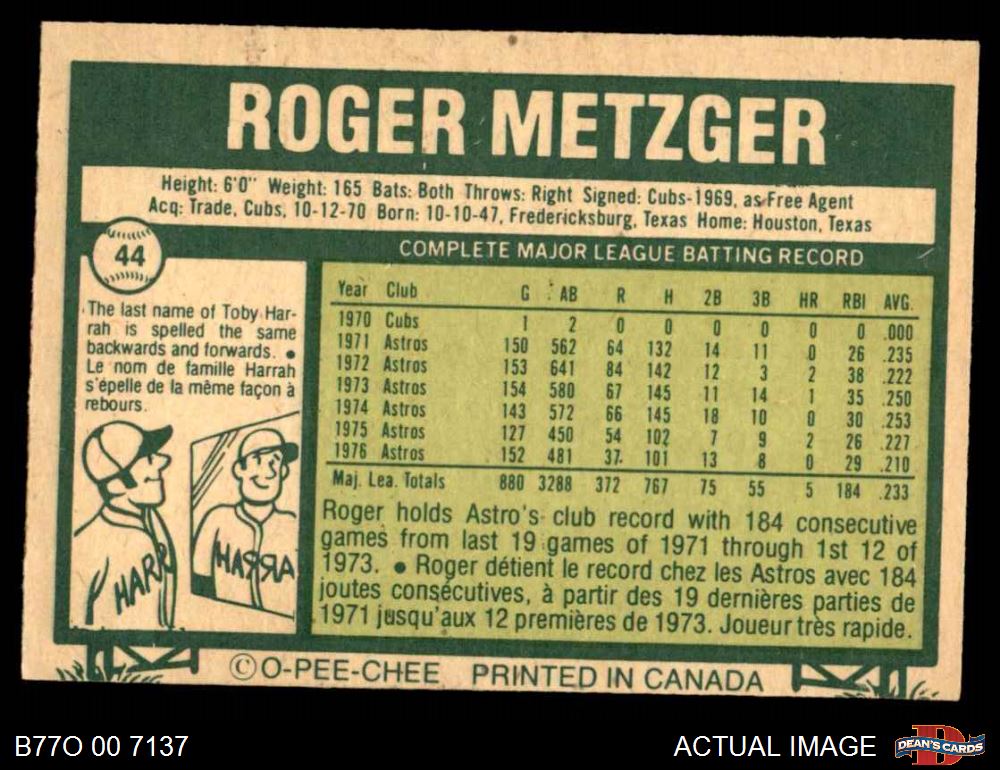 ROGER METZGER
Height: 6'0" Weight: 165 Bats: Both Throws: Right Signed: Cubs-1969, as Free Agent
Acq: Trade, Cubs, 10-12-70 Born: 10-10-47, Fredericksburg, Texas Home: Houston, Texas
44
The last name of Toby Har-
rah is spelled the same
backwards and forwards. ●
Le nom de famille Harrah
s'épelle de la même façon à
rebours.
HARR
HARRA
COMPLETE MAJOR LEAGUE BATTING RECORD
Year Club G AB R H 2B 3B HR RBI AVG.
1970 Cubs 1 2 0 0 0 0 0 0 .000
1971 Astros 150 562 64 132 14 11 0 26 .235
1972 Astros 153 641 84 142 12 3 2 38 .222
1973 Astros 154 580 67 145 11 14 1 35 .250
1974 Astros 143 572 66 145 18 10 0 30 .253
1975 Astros 127 450 54 102 7 9 2 26 .227
1976 Astros 152 481 37 101 13 8 0 29 .210
Maj. Lea. Totals 880 3288 372 767 75 55 5 184 .233
Roger holds Astro's club record with 184 consecutive
games from last 19 games of 1971 through 1st 12 of
1973. ● Roger détient le record chez les Astros avec 184
joutes consécutives, à partir des 19 dernières parties de
1971 jusqu'aux 12 premières de 1973. Joueur très rapide.
© O-PEE-CHEE PRINTED IN CANADA
B77O 00 7137
ACTUAL IMAGE
DEAN'S CARDS